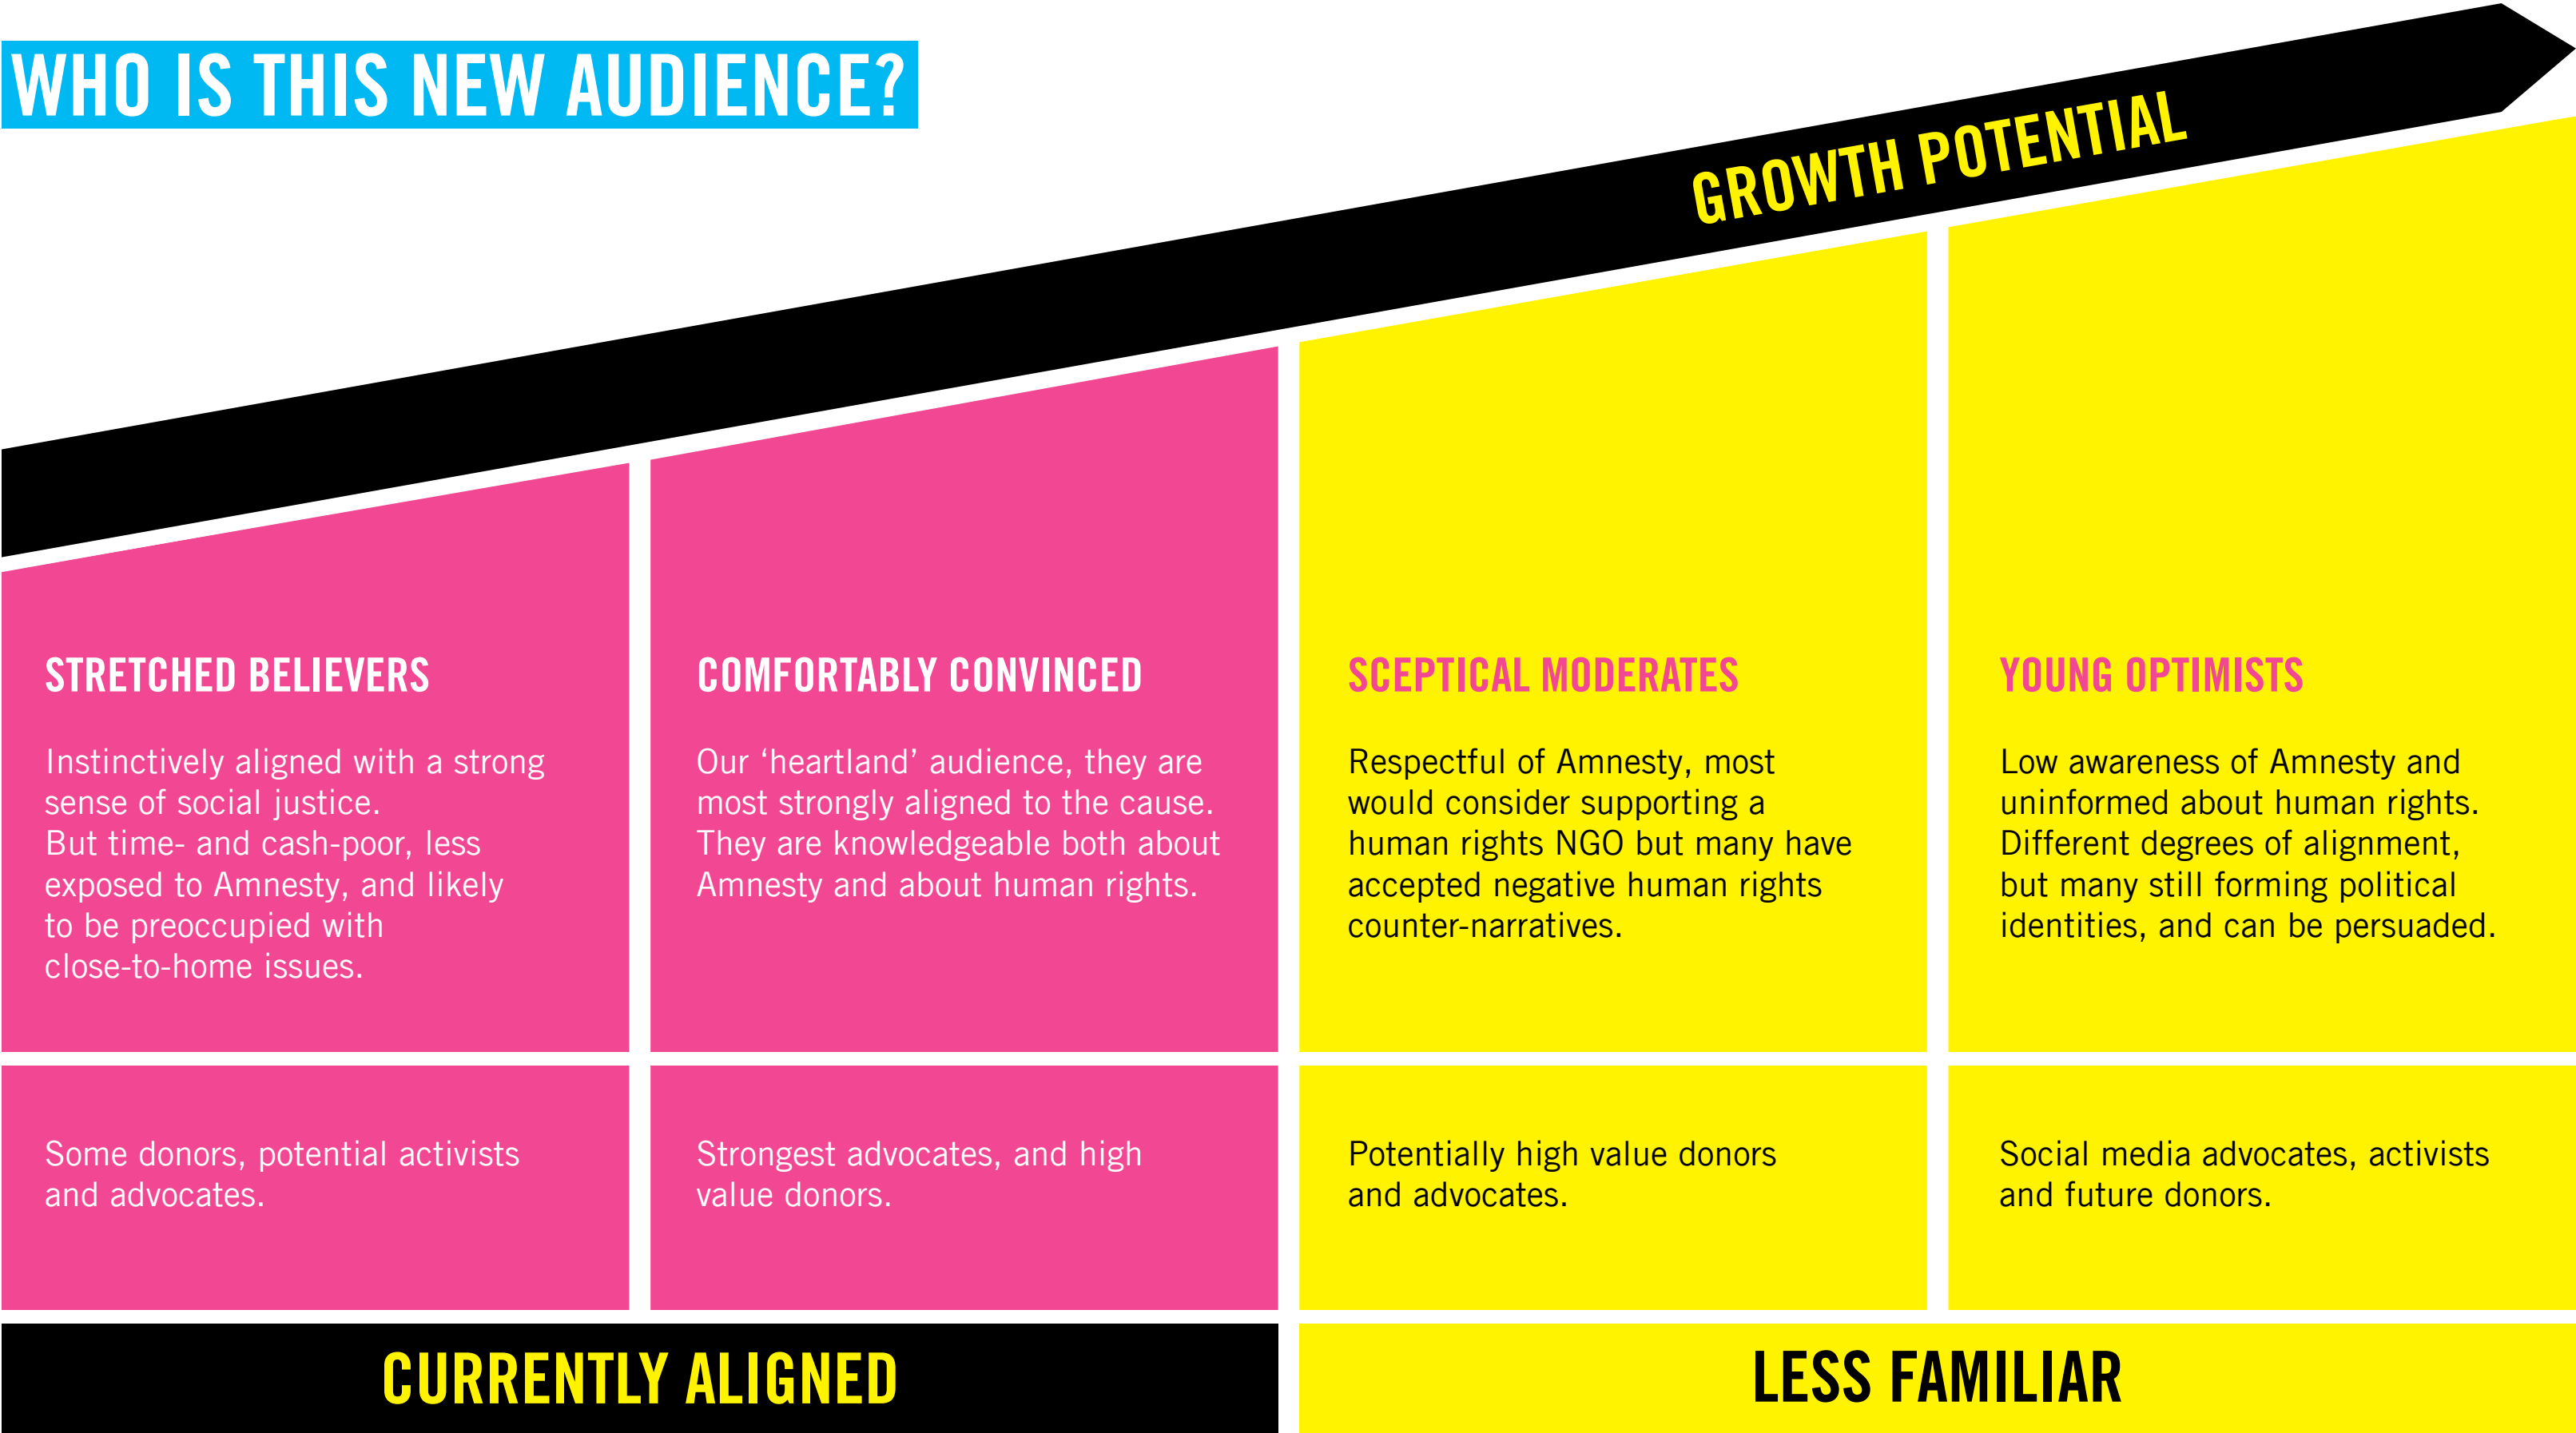 WHO IS THIS NEW AUDIENCE?
GROWTH POTENTIAL
STRETCHED BELIEVERS
Instinctively aligned with a strong
sense of social justice.
But time- and cash-poor, less
exposed to Amnesty, and likely
to be preoccupied with
close-to-home issues.
Some donors, potential activists
and advocates.
COMFORTABLY CONVINCED
Our ‘heartland’ audience, they are
most strongly aligned to the cause.
They are knowledgeable both about
Amnesty and about human rights.
Strongest advocates, and high
value donors.
SCEPTICAL MODERATES
Respectful of Amnesty, most
would consider supporting a
human rights NGO but many have
accepted negative human rights
counter-narratives.
Potentially high value donors
and advocates.
YOUNG OPTIMISTS
Low awareness of Amnesty and
uninformed about human rights.
Different degrees of alignment,
but many still forming political
identities, and can be persuaded.
Social media advocates, activists
and future donors.
CURRENTLY ALIGNED
LESS FAMILIAR